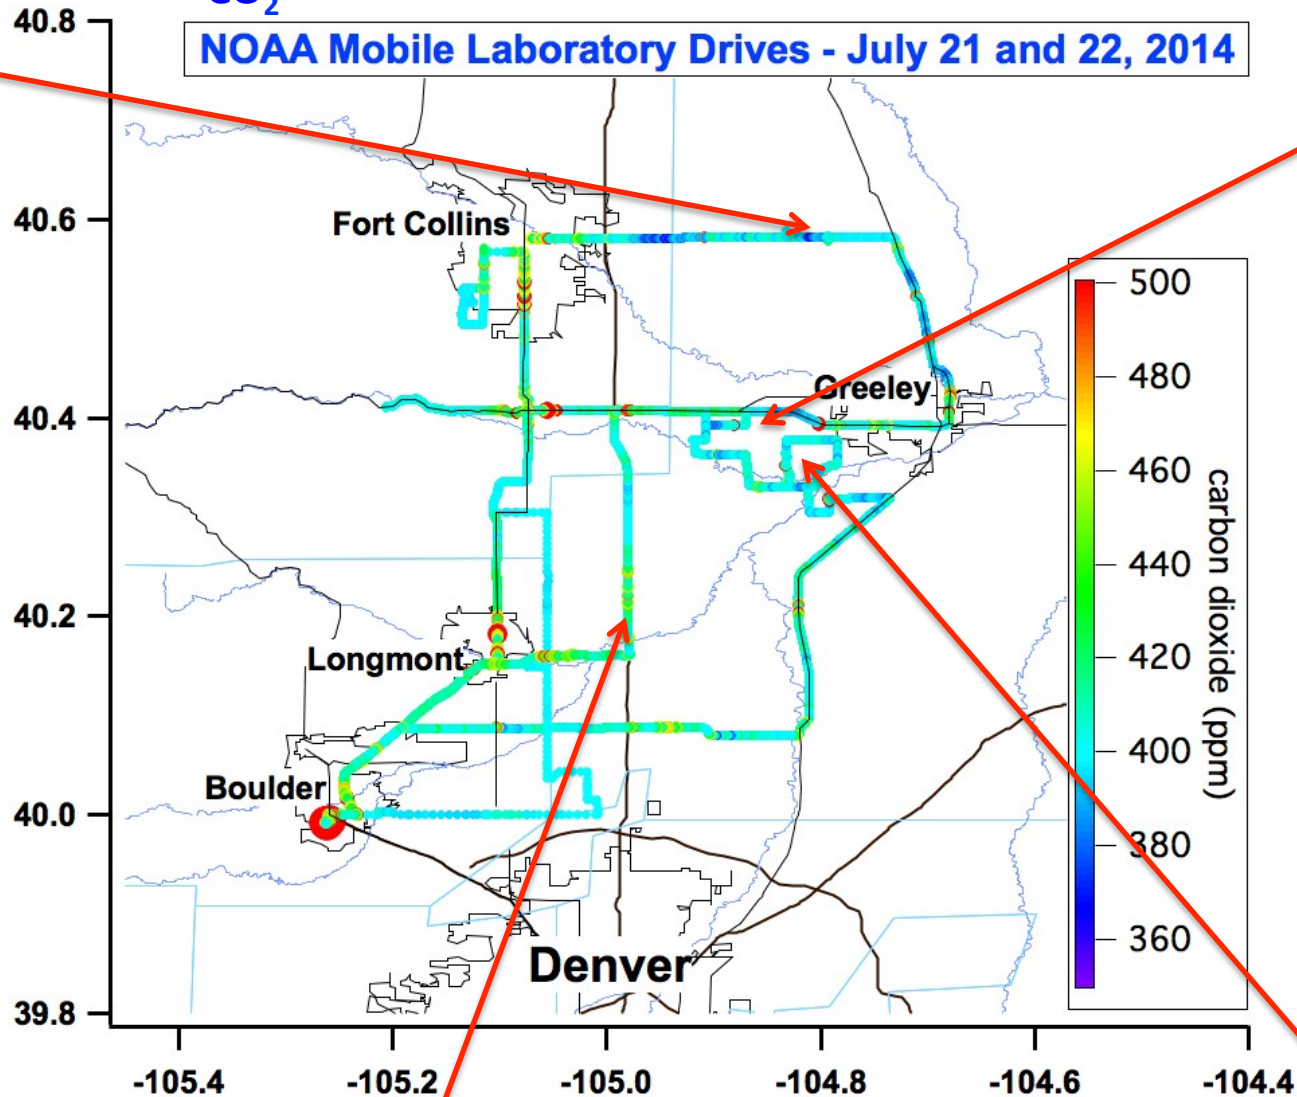 CO2
40.8
NOAA Mobile Laboratory Drives - July 21 and 22, 2014
40.6
Fort Collins
500
480
Greeley
40.4
460
carbon dioxide (ppm)
440
40.2
420
Longmont
400
Boulder
40.0
380
360
Denver
39.8
-105.4
-105.2
-105.0
-104.8
-104.6
-104.4